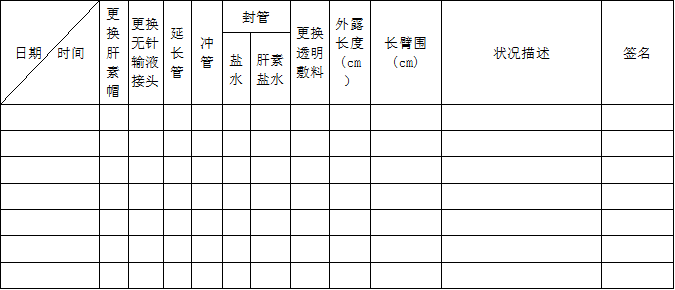 日期 时间
更
换
肝
素
帽
更换
无针
输液
接头
延
长
管
冲
管
封管
盐
水
肝素
盐水
更换
透明
敷料
外露
长度
（cm
）
长臂围
(cm)
状况描述
签名